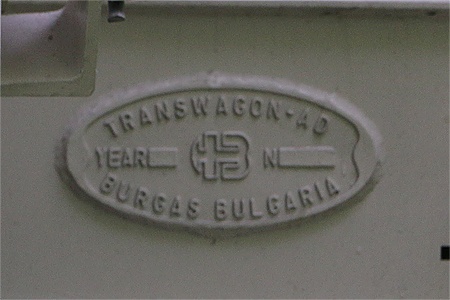 TRANSWAGON-AD
YEAR N
BURGAS BULGARIA